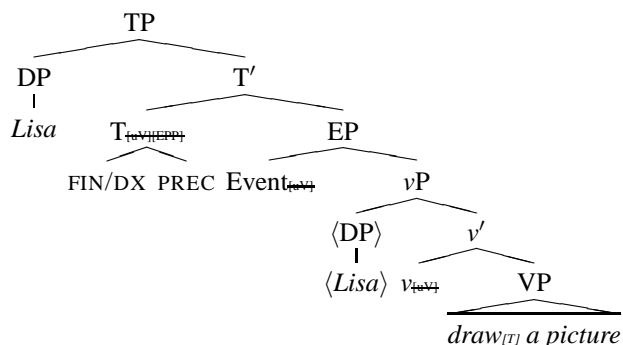 TP
DP T′
Lisa T[uV][EPP] EP
FIN/DX PREC Event[uV] vP
⟨DP⟩ v′
⟨Lisa⟩ v[uV] VP
draw[T] a picture